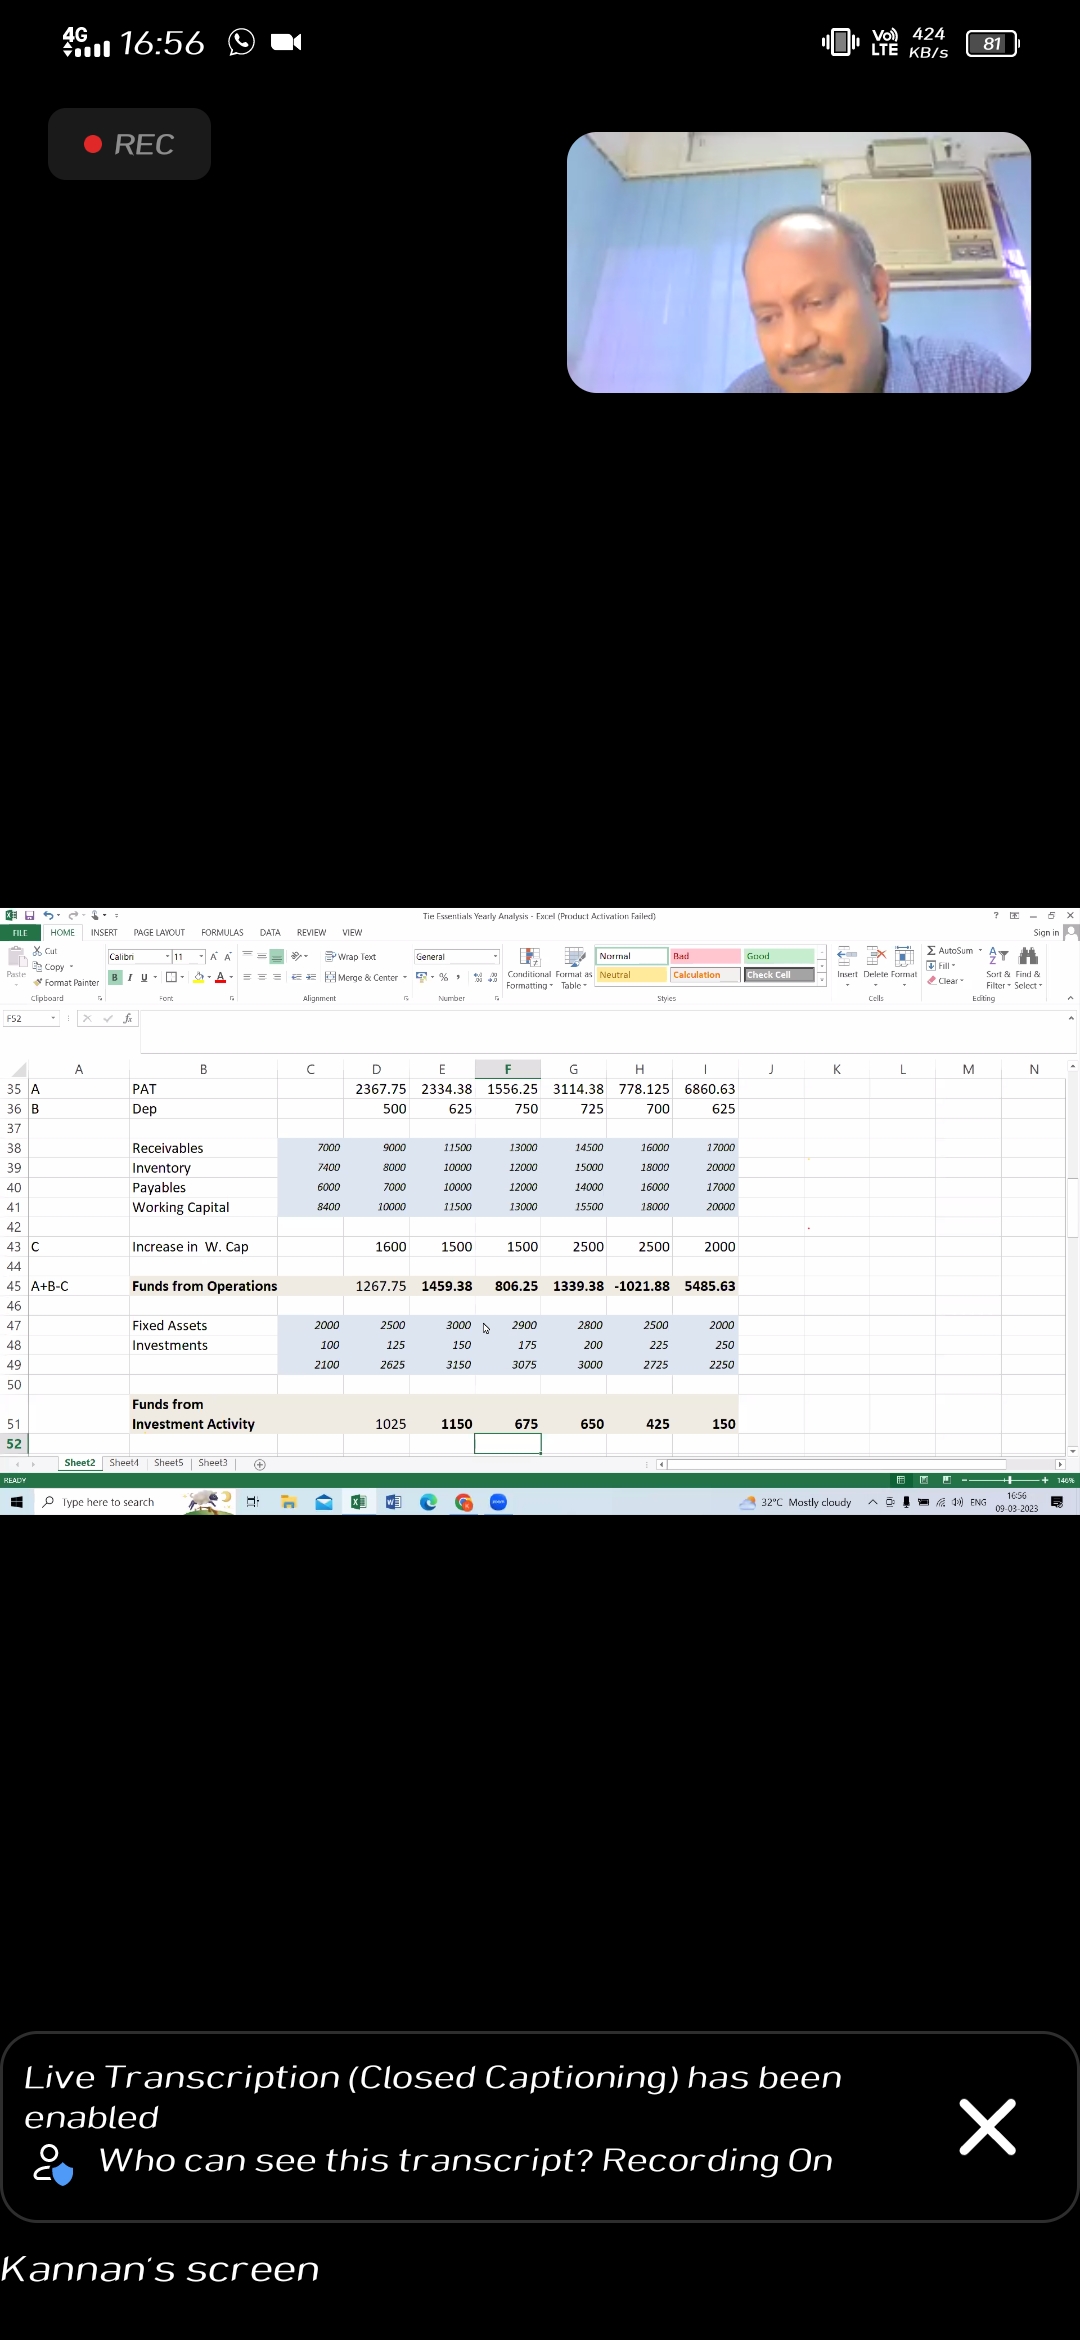 4G 16:56 Vo)) LTE 424 KB/s 81
REC
Tie Essentials Yearly Analysis - Excel (Product Activation Failed)
FILE HOME INSERT PAGE LAYOUT FORMULAS DATA REVIEW VIEW Sign in
Cut Calibri 11 A A Wrap Text General Normal Bad Good AutoSum
Paste Copy Fill
Format Painter B I U A Merge & Center % Conditional Formatting Format as Table Neutral Calculation Check Cell Insert Delete Format Clear Sort & Filter Find & Select
Clipboard Font Alignment Number Styles Cells Editing
F52 fx
A B C D E F G H I J K L M N
35 A PAT 2367.75 2334.38 1556.25 3114.38 778.125 6860.63
36 B Dep 500 625 750 725 700 625
37
38 Receivables 7000 9000 11500 13000 14500 16000 17000
39 Inventory 7400 8000 10000 12000 15000 18000 20000
40 Payables 6000 7000 10000 12000 14000 16000 17000
41 Working Capital 8400 10000 11500 13000 15500 18000 20000
42
43 C Increase in W. Cap 1600 1500 1500 2500 2500 2000
44
45 A+B-C Funds from Operations 1267.75 1459.38 806.25 1339.38 -1021.88 5485.63
46
47 Fixed Assets 2000 2500 3000 2900 2800 2500 2000
48 Investments 100 125 150 175 200 225 250
49 2100 2625 3150 3075 3000 2725 2250
50
Funds from
51 Investment Activity 1025 1150 675 650 425 150
52
Sheet2 Sheet4 Sheet5 Sheet3
READY 146%
Type here to search 32°C Mostly cloudy ENG 16:56
09-03-2023
Live Transcription (Closed Captioning) has been
enabled
Who can see this transcript? Recording On
Kannan's screen